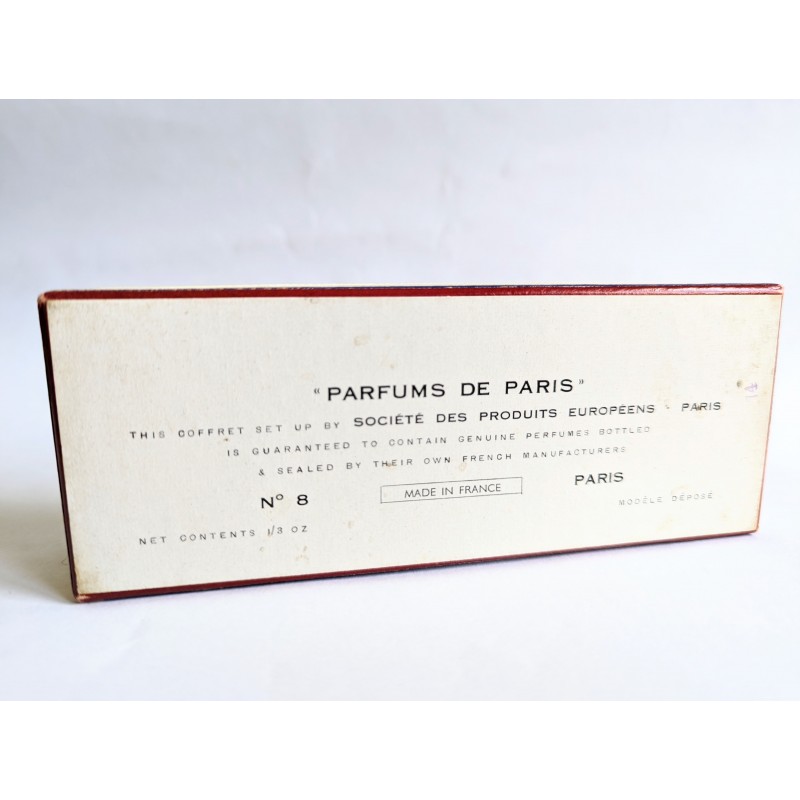 « PARFUMS DE PARIS »
THIS COFFRET SET UP BY SOCIÉTÉ DES PRODUITS EUROPÉENS - PARIS
IS GUARANTEED TO CONTAIN GENUINE PERFUMES BOTTLED
& SEALED BY THEIR OWN FRENCH MANUFACTURERS
Nº 8 MADE IN FRANCE PARIS
NET CONTENTS 1/3 OZ MODÈLE DÉPOSÉ